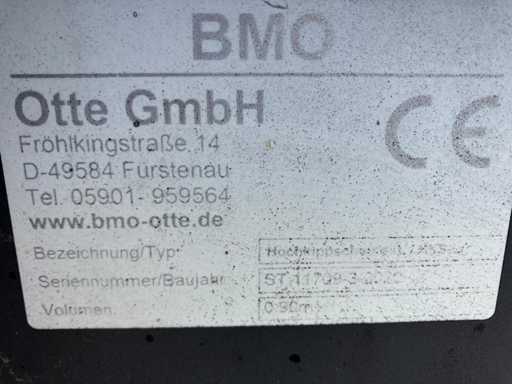 BMO
Otte GmbH
CE
Fröhlkingstraße 14
D-49584 Fürstenau
Tel. 05901- 959564
www.bmo-otte.de
Bezeichnung/Typ:
Seriennummer/Baujahr
Volumen